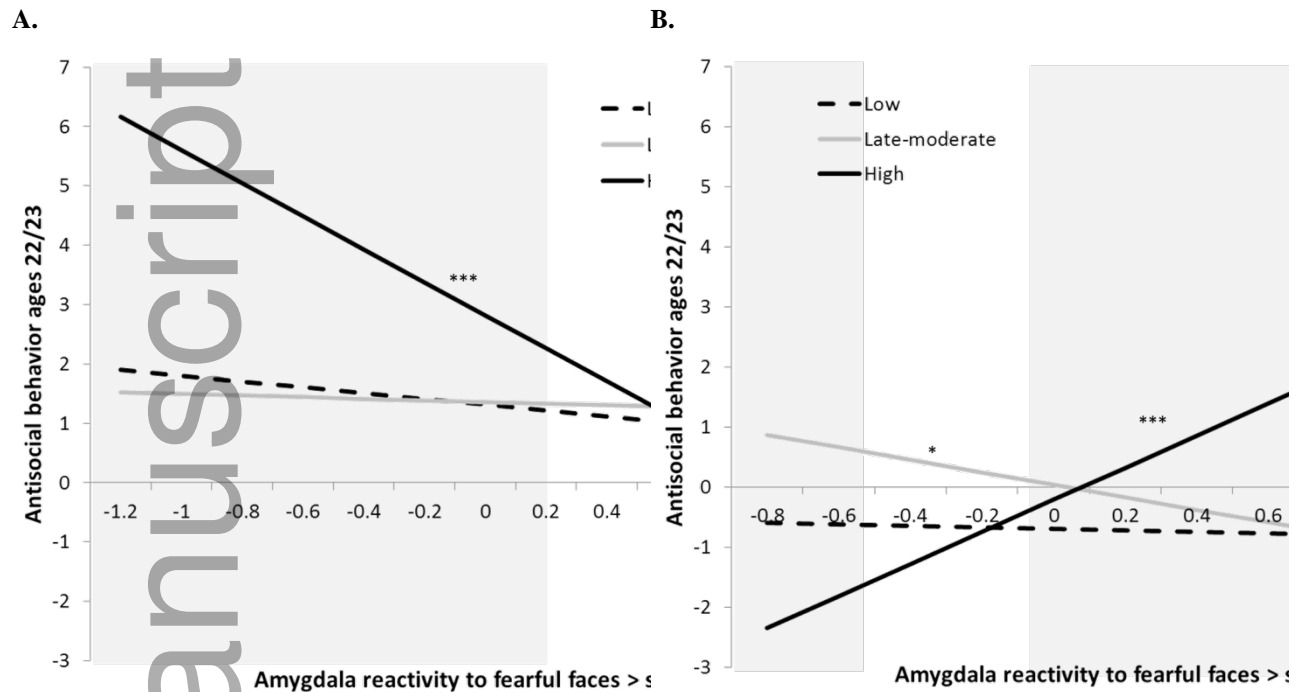 A.
B.
7
6
5
4
3
2
1
0
-1
-2
-3
-1.2 -1 -0.8 -0.6 -0.4 -0.2 0 0.2 0.4
***
Antisocial behavior ages 22/23
Amygdala reactivity to fearful faces > s
anuscript
7
6
5
4
3
2
1
0
-1
-2
-3
-0.8 -0.6 -0.4 -0.2 0 0.2 0.4 0.6
Low
Late-moderate
High
*
***
Antisocial behavior ages 22/23
Amygdala reactivity to fearful faces > s